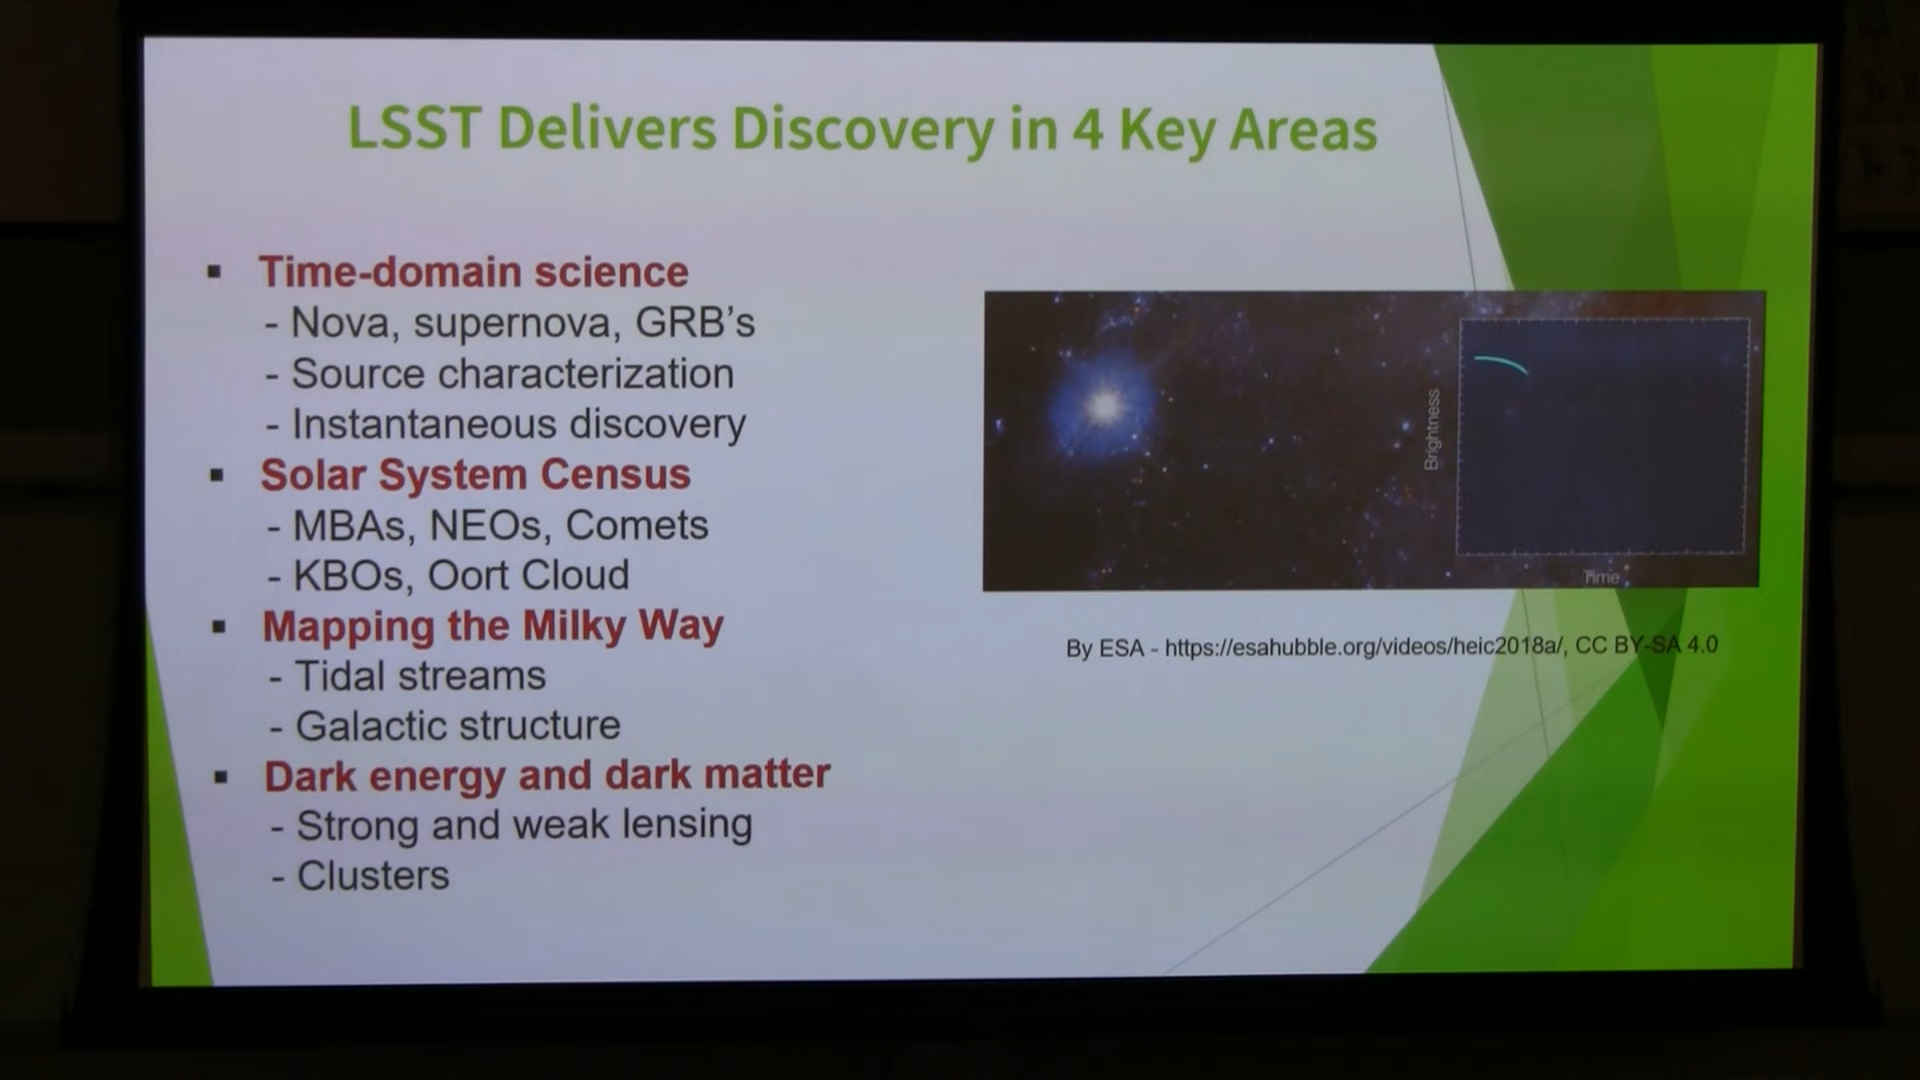 LSST Delivers Discovery in 4 Key Areas
▪ Time-domain science
- Nova, supernova, GRB’s
- Source characterization
- Instantaneous discovery
▪ Solar System Census
- MBAs, NEOs, Comets
- KBOs, Oort Cloud
▪ Mapping the Milky Way
- Tidal streams
- Galactic structure
▪ Dark energy and dark matter
- Strong and weak lensing
- Clusters
Brightness
Time
By ESA - https://esahubble.org/videos/heic2018a/, CC BY-SA 4.0